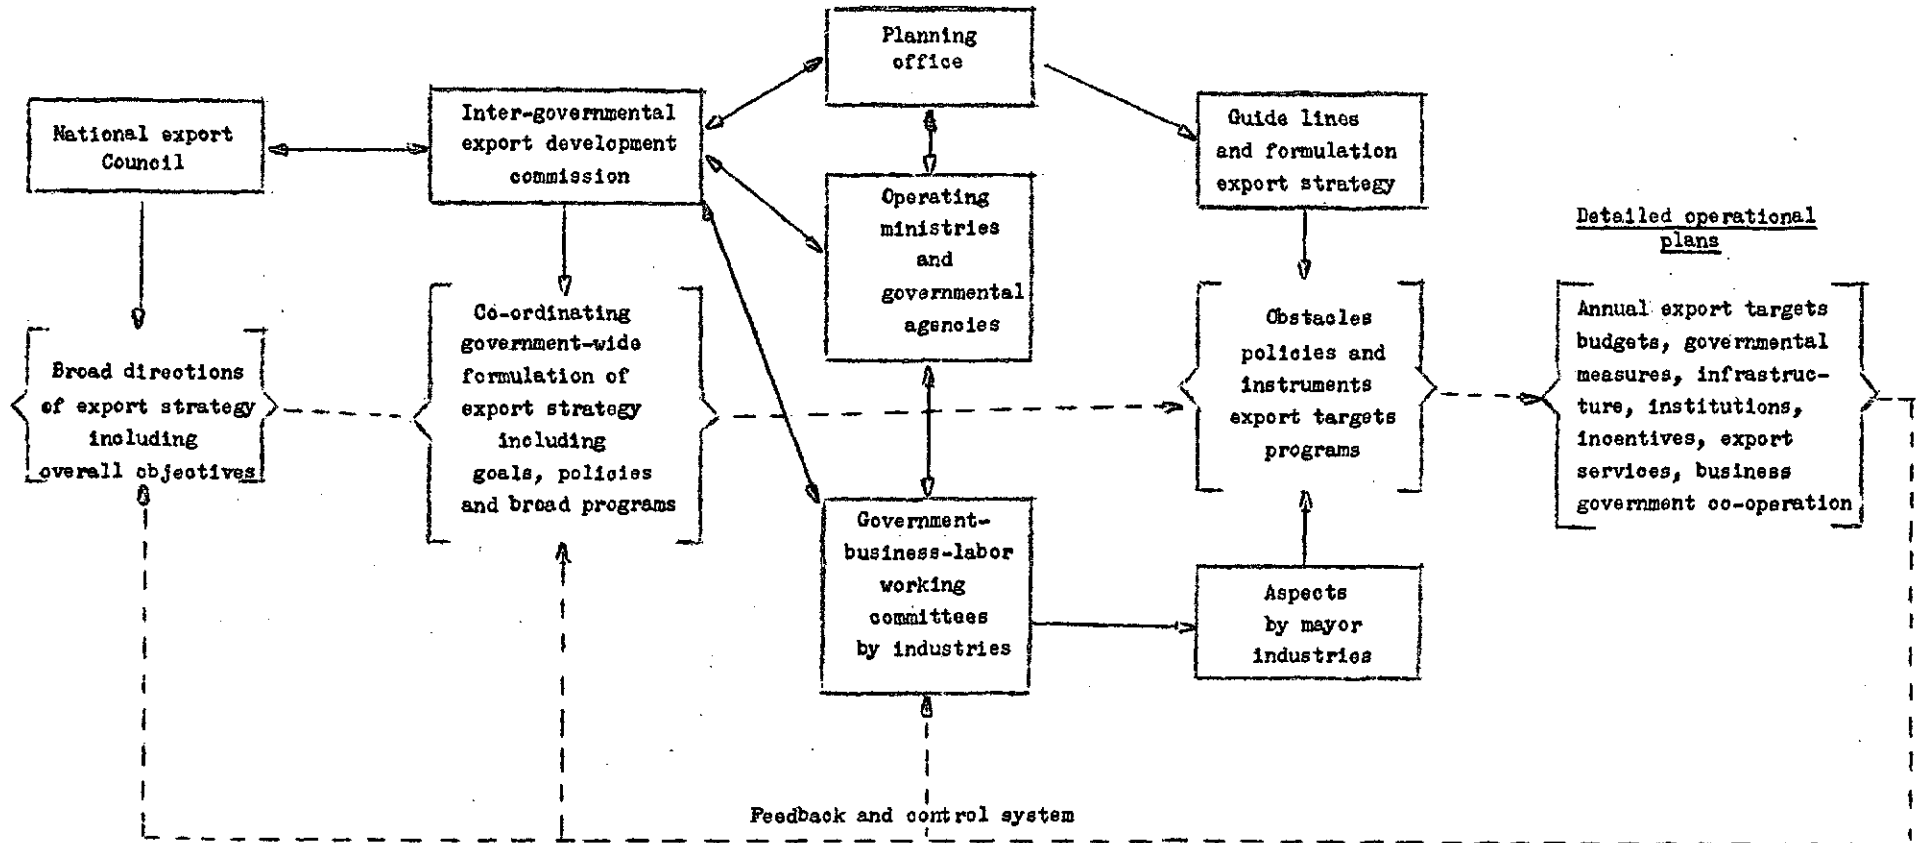 National export
Council
Inter-governmental
export development
commission
Planning
office
Operating
ministries
and
governmental
agencies
Guide lines
and formulation
export strategy
Detailed operational
plans
Broad directions
of export strategy
including
overall objectives
Co-ordinating
government-wide
formulation of
export strategy
including
goals, policies
and broad programs
Obstacles
policies and
instruments
export targets
programs
Annual export targets
budgets, governmental
measures, infrastruc-
ture, institutions,
incentives, export
services, business
government co-operation
Government-
business-labor
working
committees
by industries
Aspects
by mayor
industries
Feedback and control system